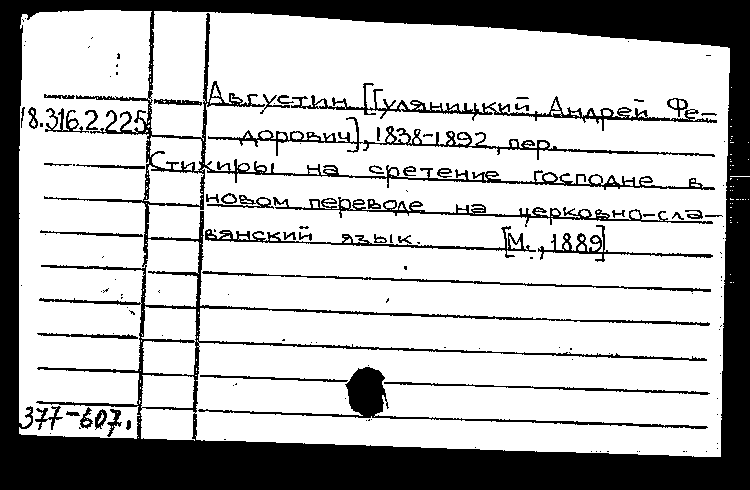 Августин [Гуляницкий, Андрей Фе-
18.316.2.225
дорович], 1838-1892, пер.
Стихиры на сретение господне в
новом переводе на церковно-сла-
вянский язык. [М., 1889]
377-607.